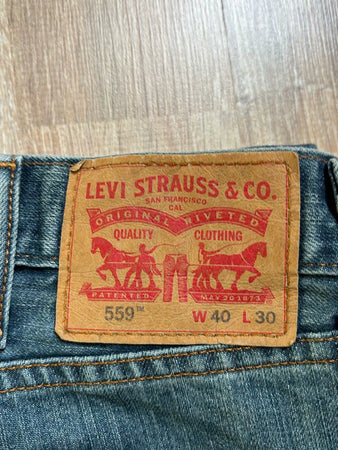 LEVI STRAUSS & CO.
SAN FRANCISCO
CAL
ORIGINAL RIVETED
QUALITY CLOTHING
PATENTED MAY 20 1873
559™ W 40 L 30